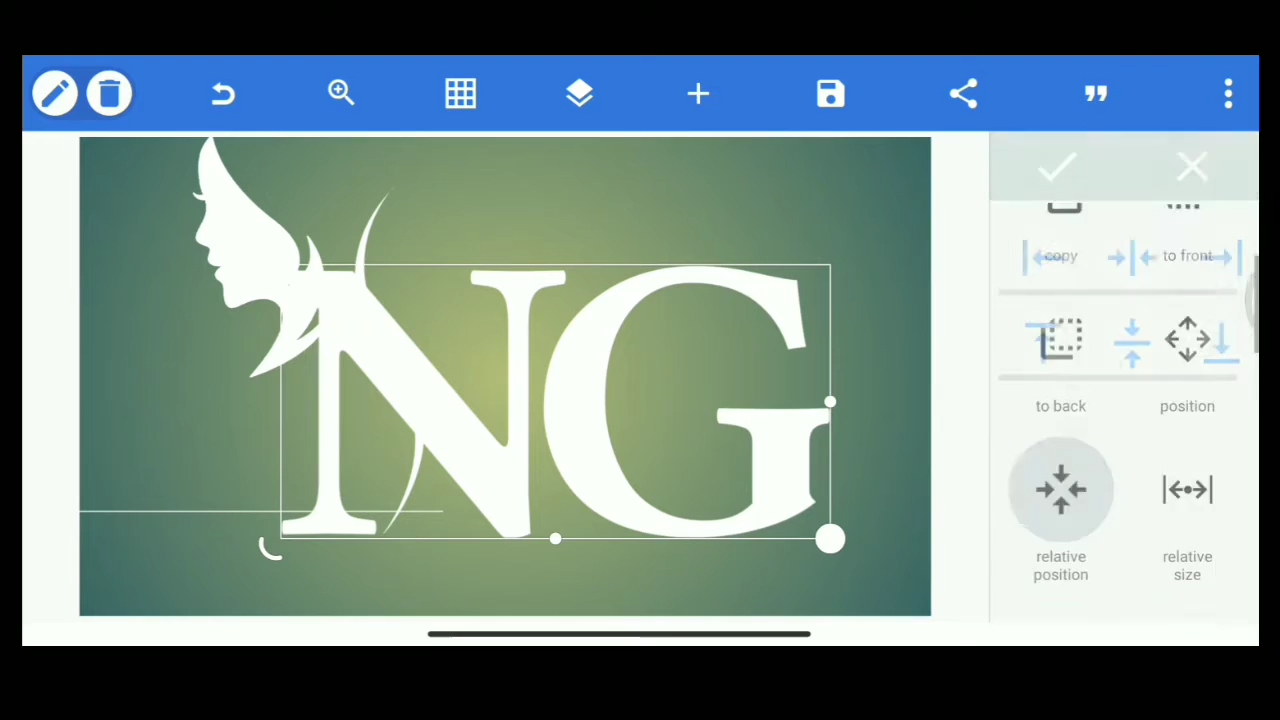 NG
copy to front
to back position
relative position relative size